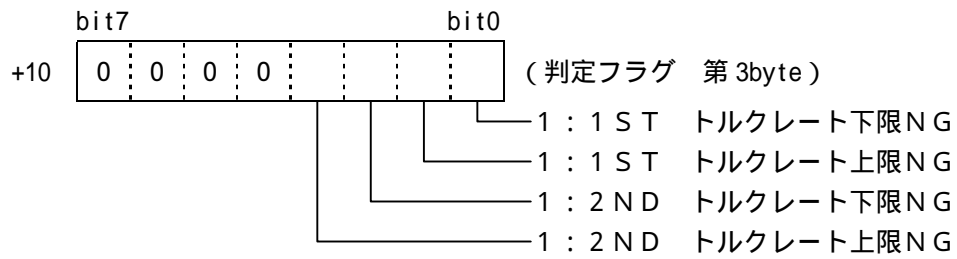 bit7 bit0
+10 0 0 0 0 (判定フラグ 第3byte)
1:1ST トルクレート下限NG
1:1ST トルクレート上限NG
1:2ND トルクレート下限NG
1:2ND トルクレート上限NG